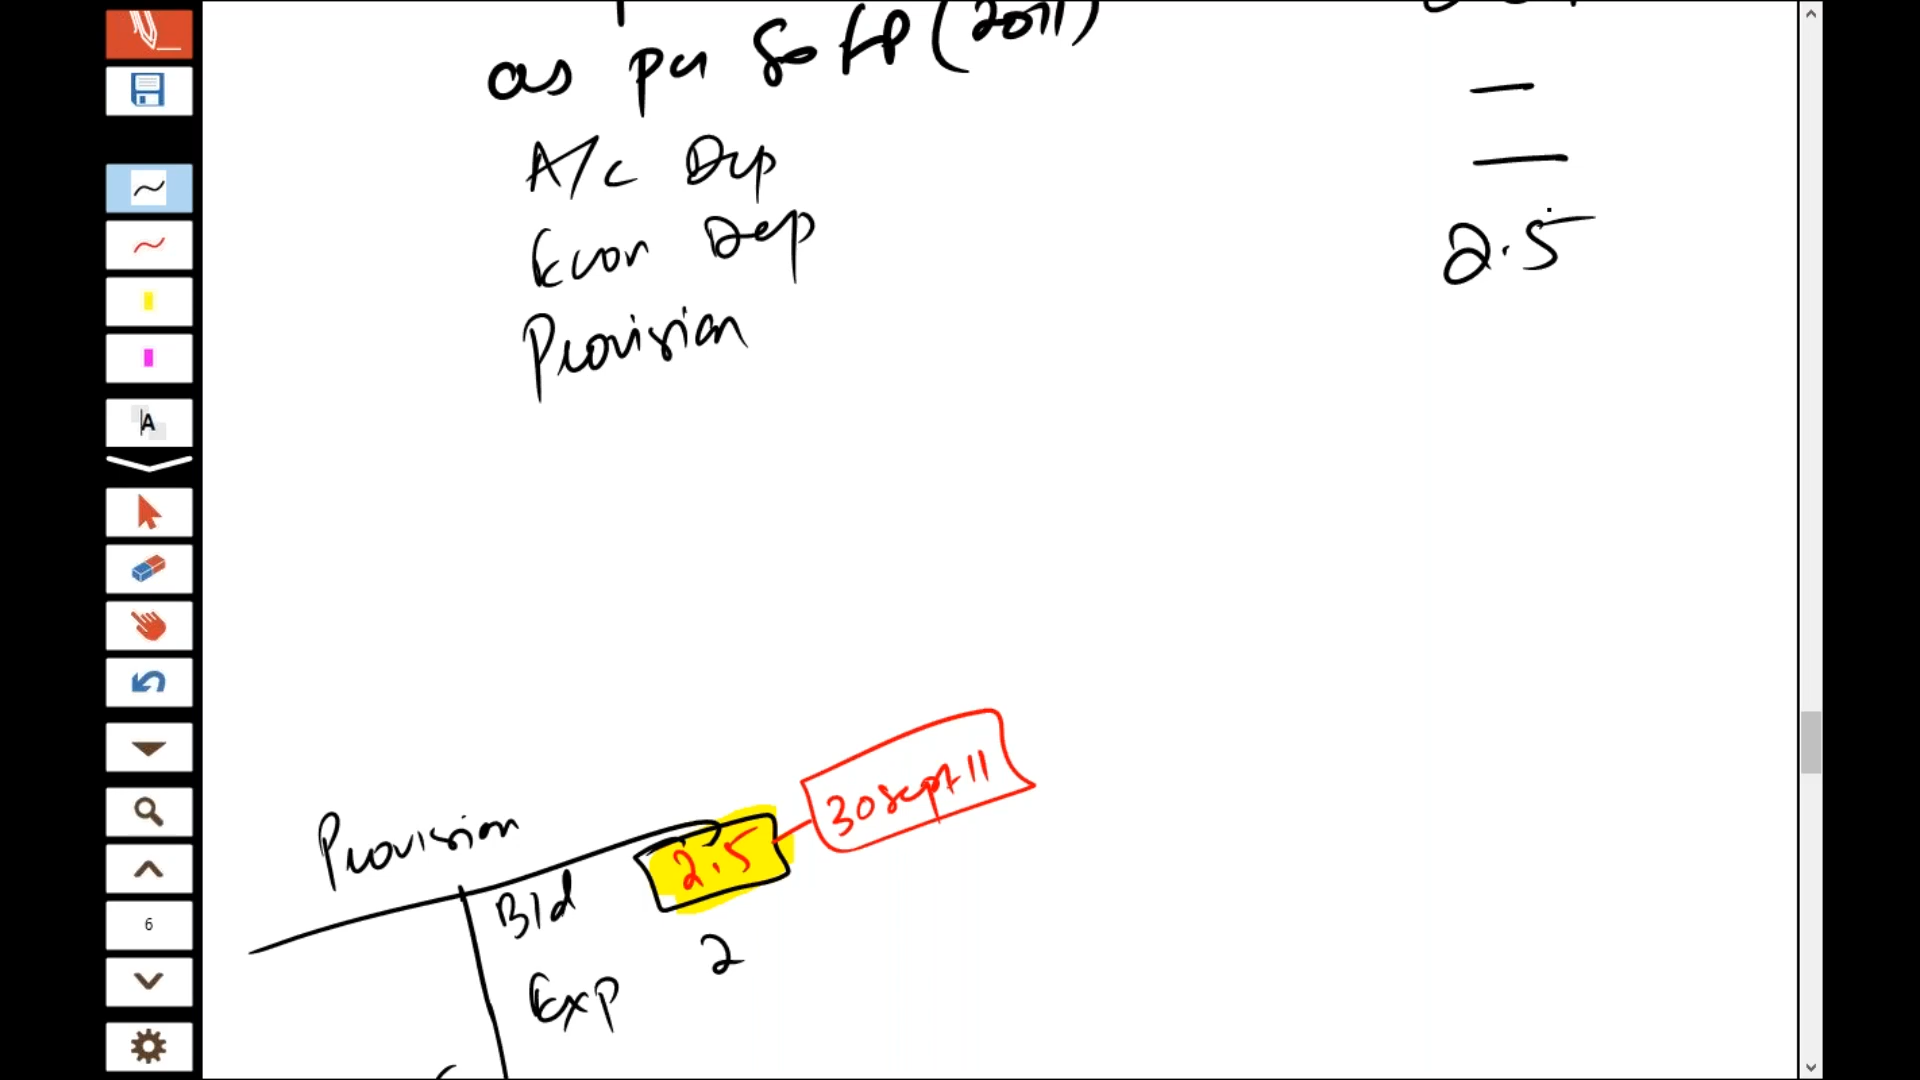 as per SoFP (2011)
A/c Dep
Econ Dep
2.5
Provision
A
30 Sept 11
Provision
2.5
B/d
2
Exp
6